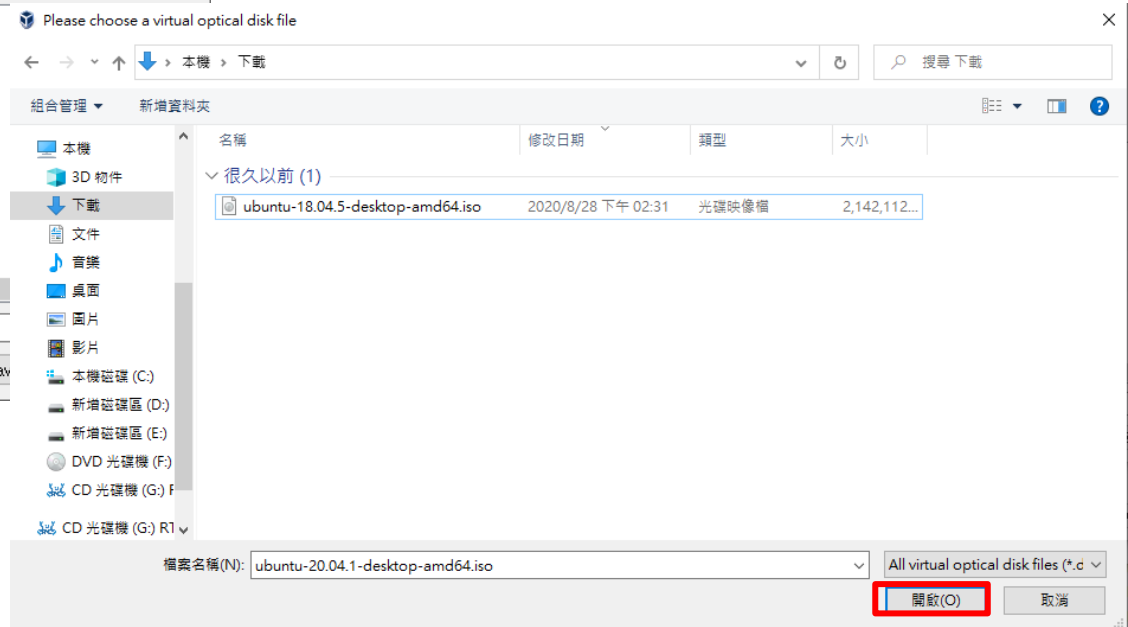 Please choose a virtual optical disk file
本機 › 下載
搜尋 下載
組合管理 新增資料夾
名稱 修改日期 類型 大小
很久以前 (1)
ubuntu-18.04.5-desktop-amd64.iso 2020/8/28 下午 02:31 光碟映像檔 2,142,112...
本機
3D 物件
下載
文件
音樂
桌面
圖片
影片
本機磁碟 (C:)
新增磁碟區 (D:)
新增磁碟區 (E:)
DVD 光碟機 (F:)
CD 光碟機 (G:) R
CD 光碟機 (G:) RT
檔案名稱(N): ubuntu-20.04.1-desktop-amd64.iso All virtual optical disk files (*.d
開啟(O) 取消